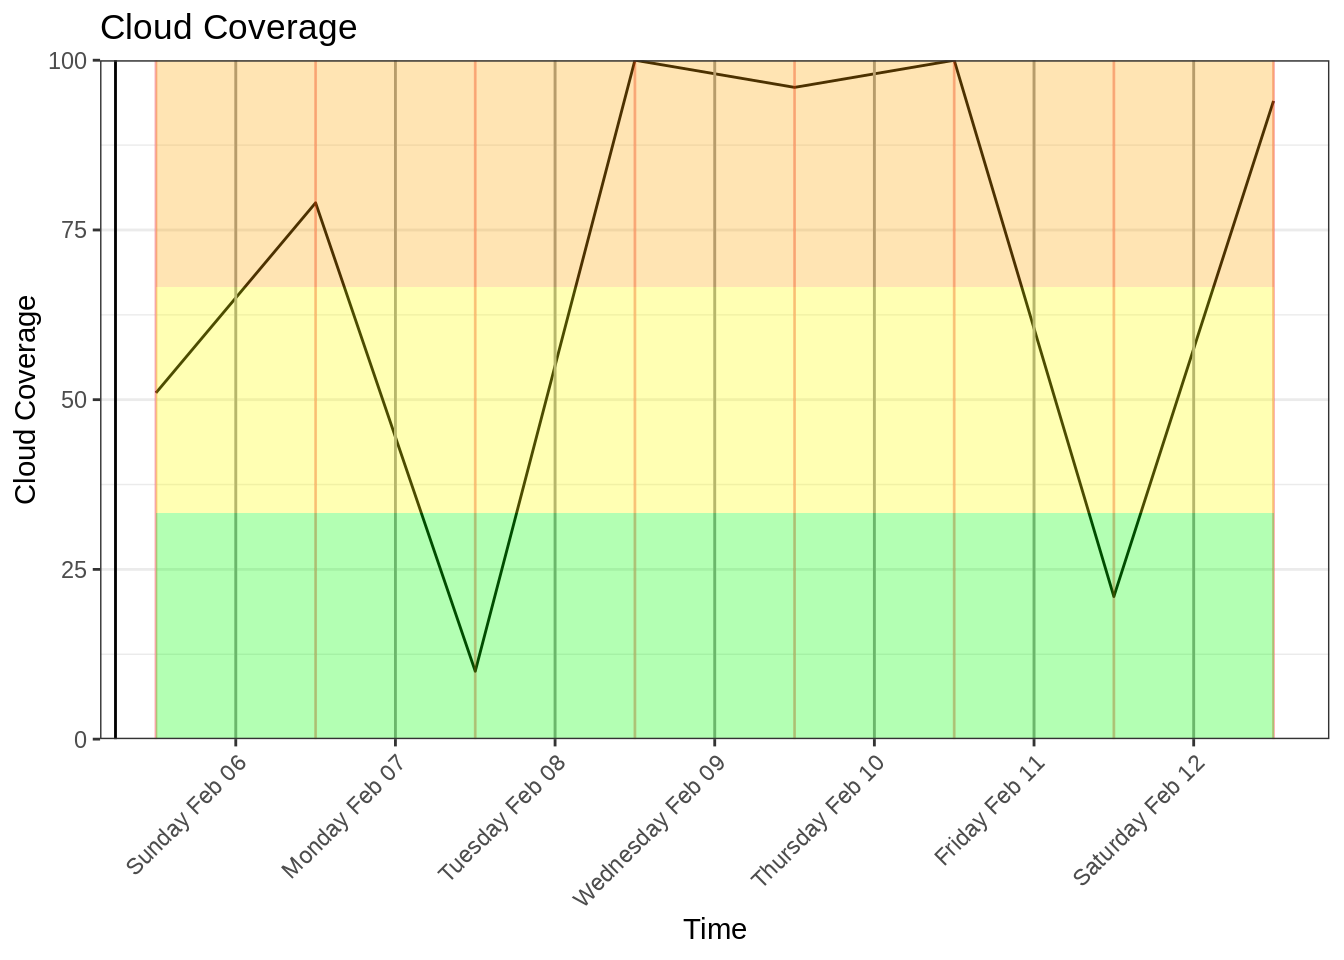 Cloud Coverage
Cloud Coverage
100
75
50
25
0
Sunday Feb 06
Monday Feb 07
Tuesday Feb 08
Wednesday Feb 09
Thursday Feb 10
Friday Feb 11
Saturday Feb 12
Time